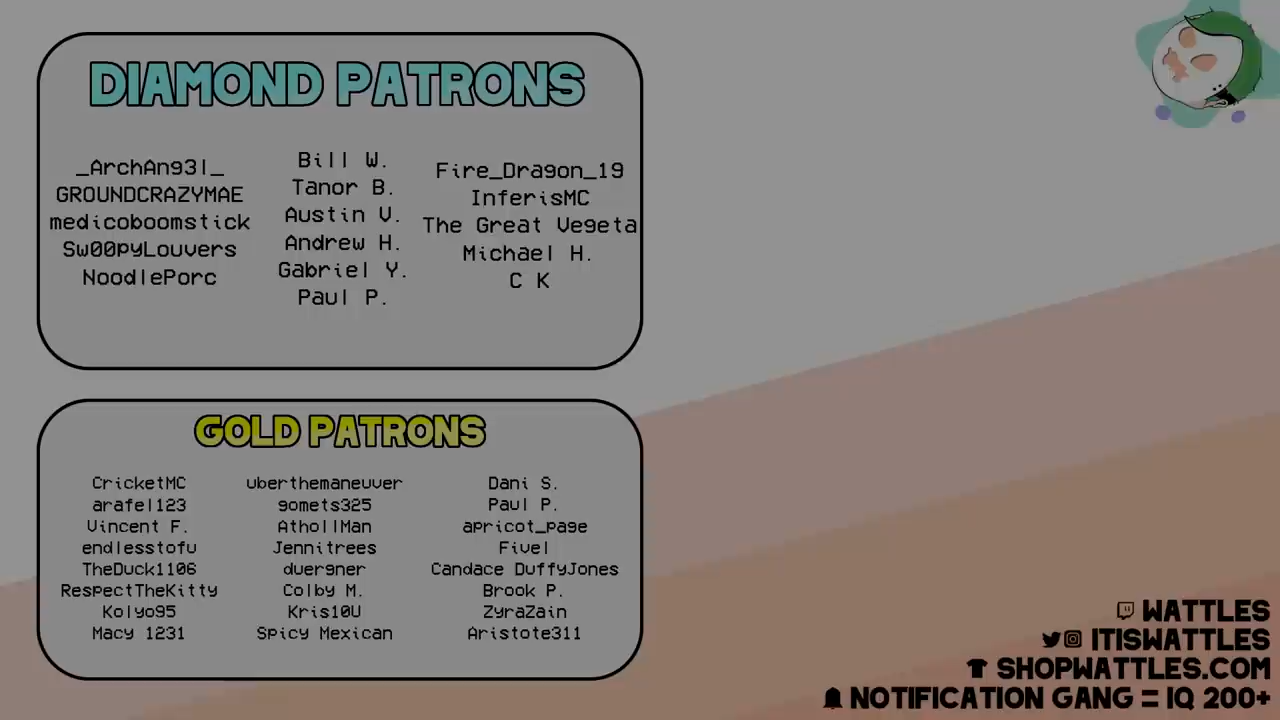 DIAMOND PATRONS
_ArchAng3l_
GROUNDCRAZYMAE
medicoboomstick
Sw00pyLouvers
NoodlePorc
Bill W.
Tanor B.
Austin V.
Andrew H.
Gabriel Y.
Paul P.
Fire_Dragon_19
InferisMC
The Great Vegeta
Michael H.
C K
GOLD PATRONS
CricketMC
arafel123
Vincent F.
endlesstofu
TheDuck1106
RespectTheKitty
Kolyo95
Macy 1231
uberthemaneuver
gomets325
AthollMan
Jennitrees
duergner
Colby M.
Kris10U
Spicy Mexican
Dani S.
Paul P.
apricot_page
Fivel
Candace DuffyJones
Brook P.
ZyraZain
Aristote311
WATTLES
ITISWATTLES
SHOPWATTLES.COM
NOTIFICATION GANG = IQ 200+